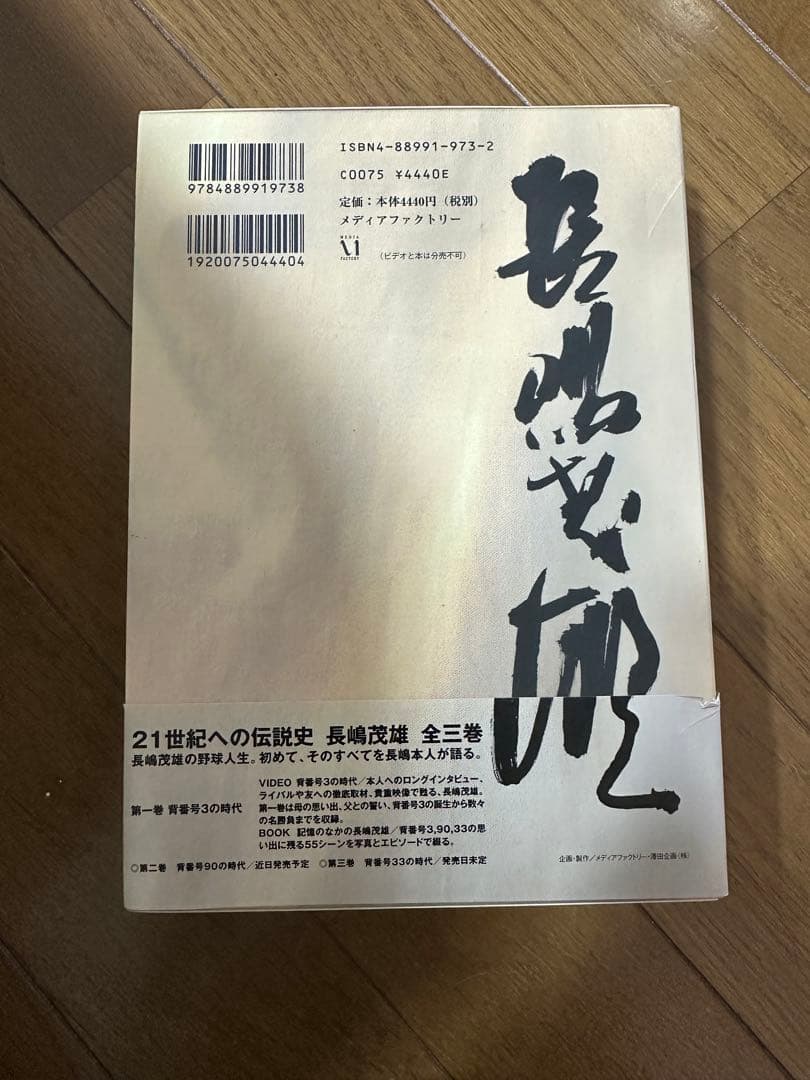 ISBN4-88991-973-2
C0075 ¥4440E
定価：本体4440円（税別）
メディアファクトリー
MEDIA
FACTORY
（ビデオと本は分売不可）
9784889919738
1920075044404
長嶋茂雄
21世紀への伝説史 長嶋茂雄 全三巻
長嶋茂雄の野球人生。初めて、そのすべてを長嶋本人が語る。
第一巻 背番号3の時代
VIDEO 背番号3の時代／本人へのロングインタビュー、
ライバルや友への徹底取材、貴重映像で甦る、長嶋茂雄。
第一巻は母の思い出、父との誓い、背番号3の誕生から数々
の名勝負までを収録。
BOOK 記憶のなかの長嶋茂雄／背番号3,90,33の思
い出に残る55シーンを写真とエピソードで綴る。
◎第二巻 背番号90の時代／近日発売予定 ◎第三巻 背番号33の時代／発売日未定
企画・製作／メディアファクトリー・澤田企画（株）